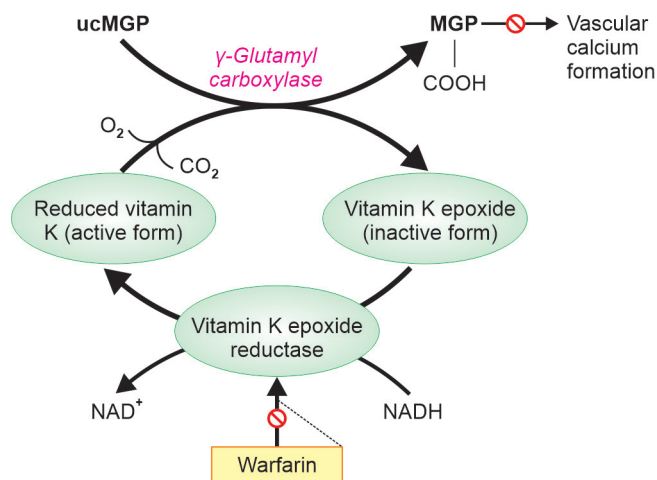 ucMGP
MGP
Vascular
calcium
formation
γ-Glutamyl
carboxylase
COOH
O₂
CO₂
Reduced vitamin
K (active form)
Vitamin K epoxide
(inactive form)
Vitamin K epoxide
reductase
NAD⁺
NADH
Warfarin